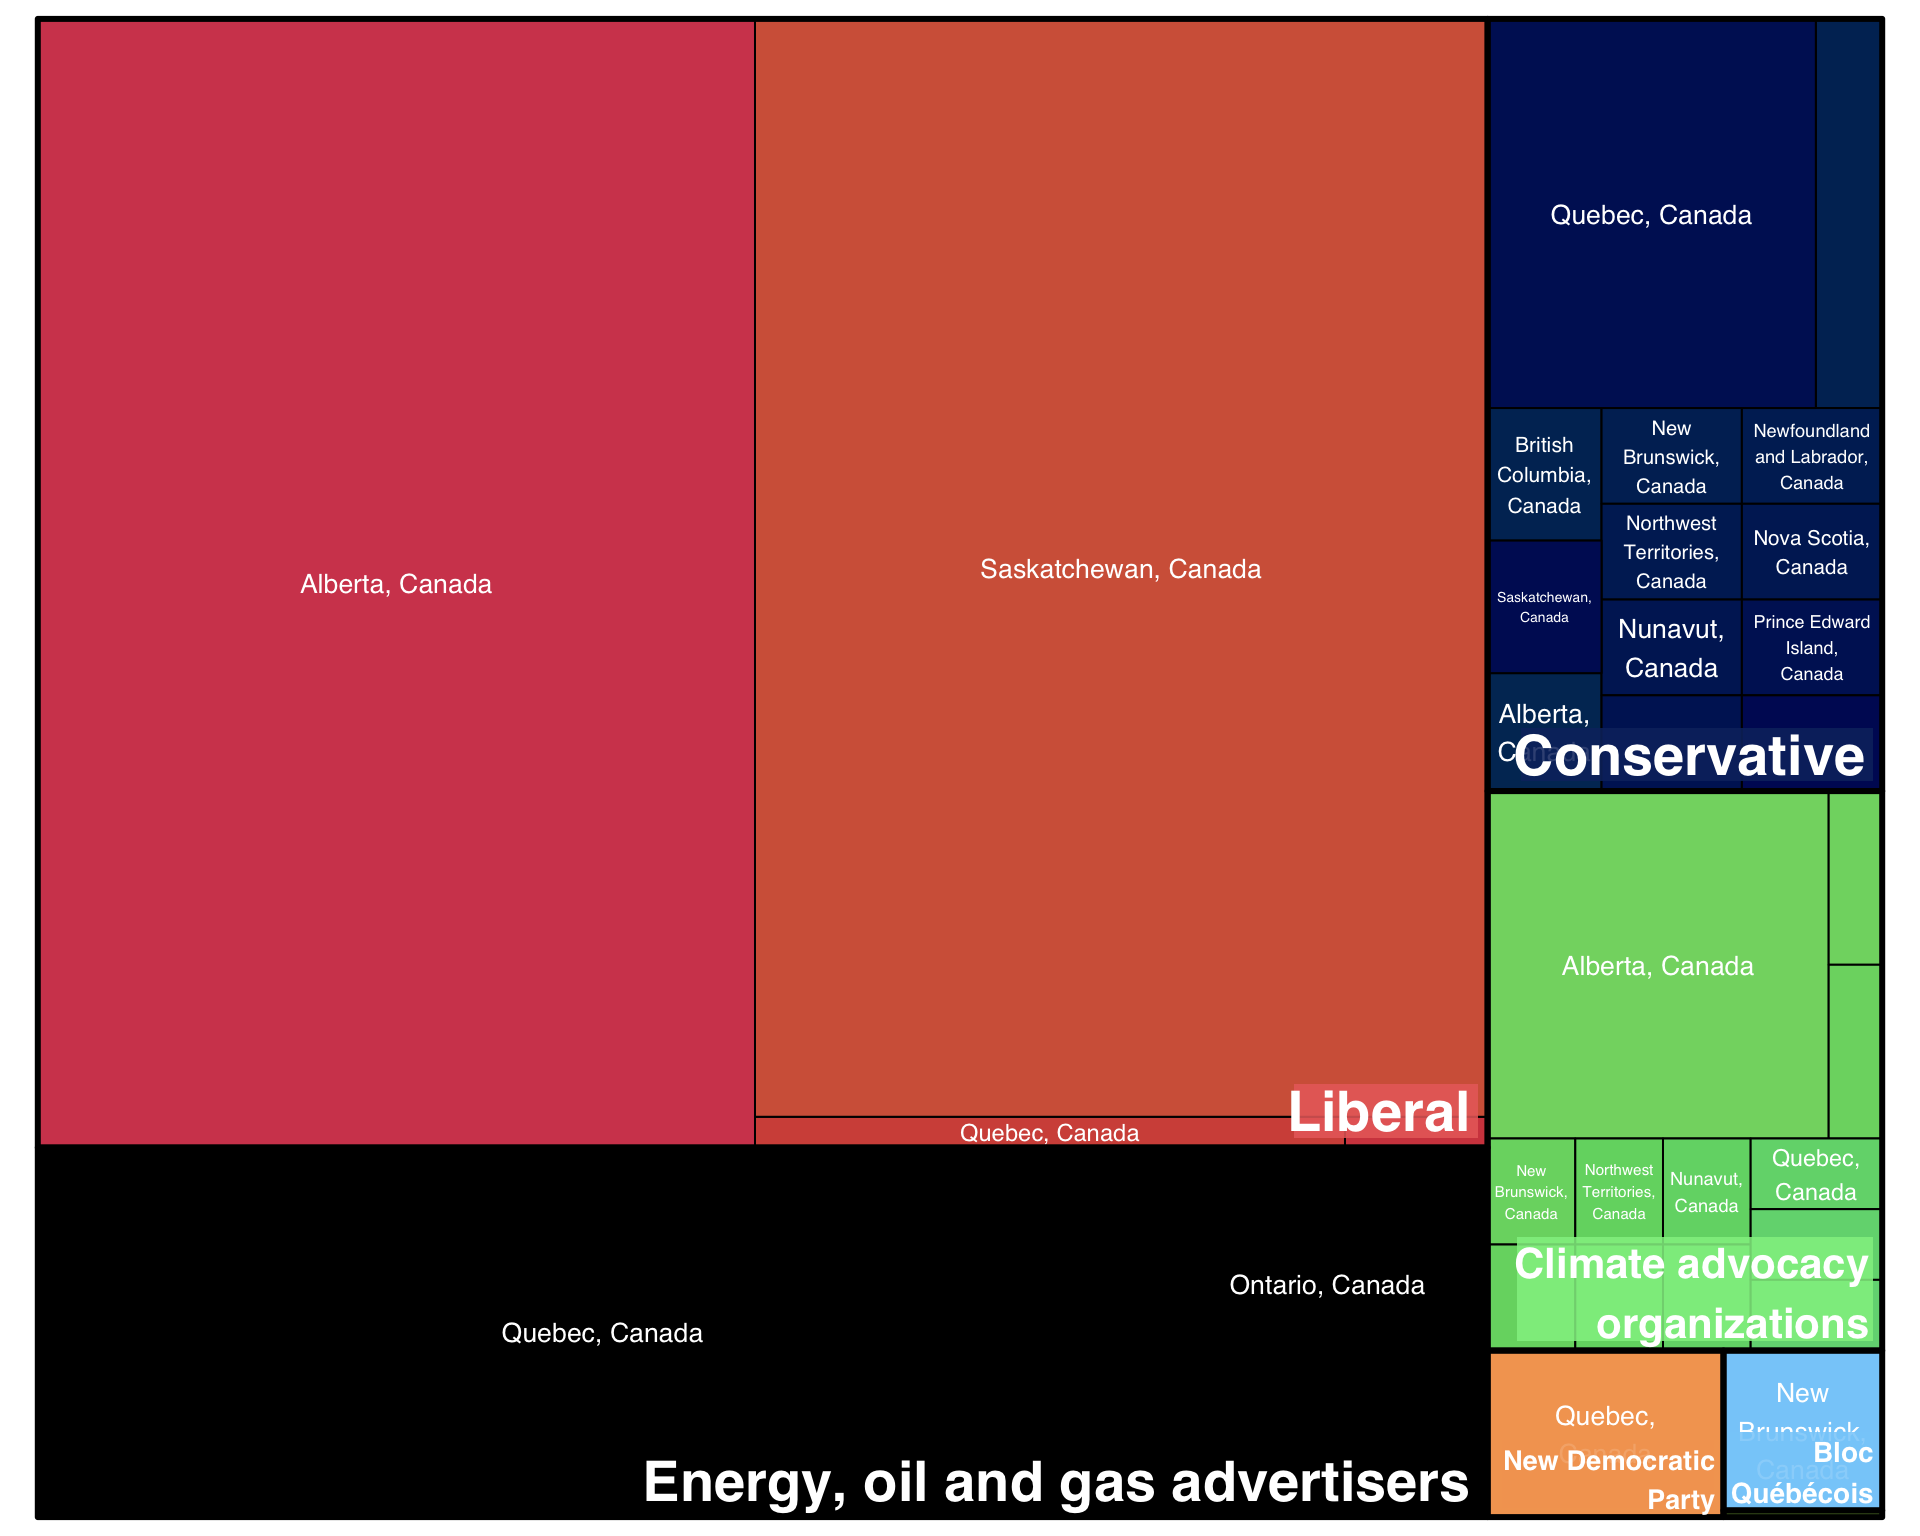 Alberta, Canada
Saskatchewan, Canada
Quebec, Canada
Liberal
Quebec, Canada
Ontario, Canada
Energy, oil and gas advertisers
Quebec, Canada
British
Columbia,
Canada
New
Brunswick,
Canada
Newfoundland
and Labrador,
Canada
Saskatchewan,
Canada
Northwest
Territories,
Canada
Nova Scotia,
Canada
Nunavut,
Canada
Prince Edward
Island,
Canada
Alberta,
Canada
Conservative
Alberta, Canada
New
Brunswick,
Canada
Northwest
Territories,
Canada
Nunavut,
Canada
Quebec,
Canada
Climate advocacy
organizations
Quebec,
Canada
New Democratic
Party
New
Brunswick,
Canada
Bloc
Québécois